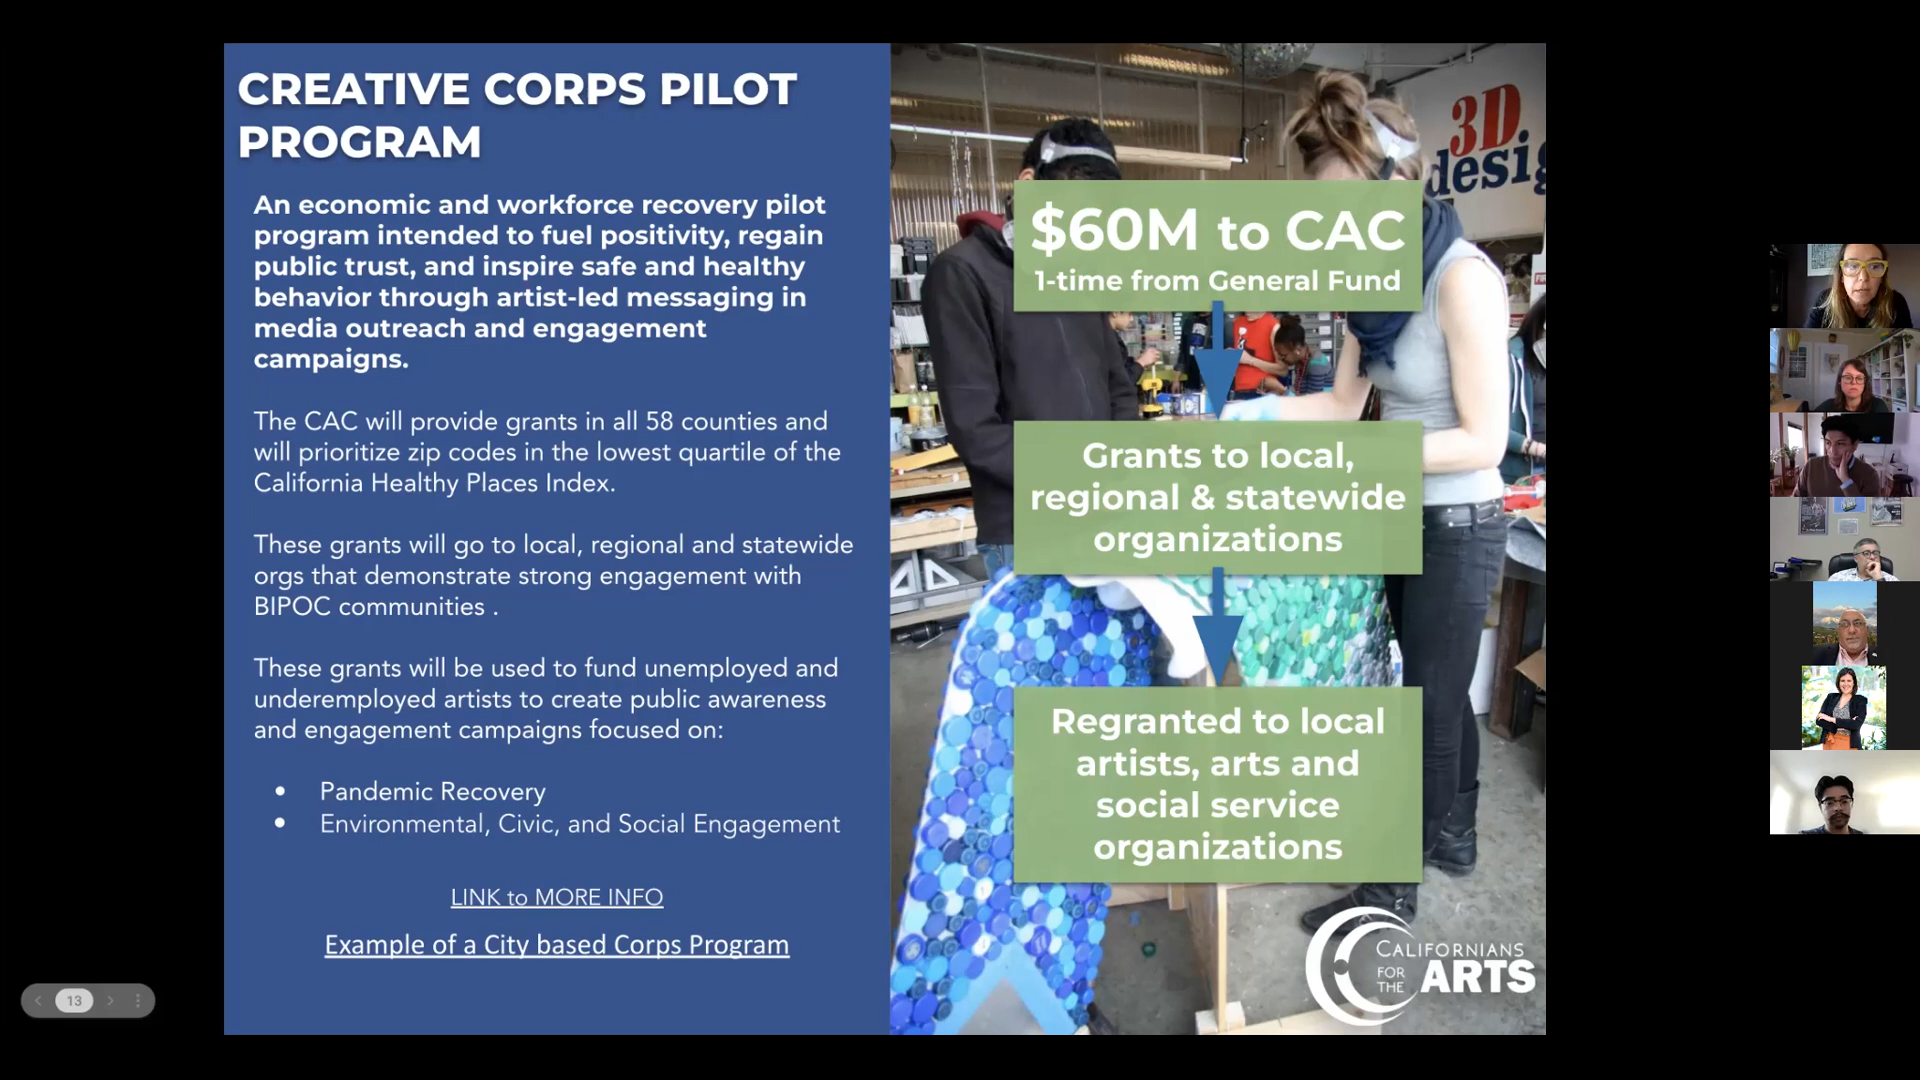 CREATIVE CORPS PILOT
PROGRAM
An economic and workforce recovery pilot
program intended to fuel positivity, regain
public trust, and inspire safe and healthy
behavior through artist-led messaging in
media outreach and engagement
campaigns.
The CAC will provide grants in all 58 counties and
will prioritize zip codes in the lowest quartile of the
California Healthy Places Index.
These grants will go to local, regional and statewide
orgs that demonstrate strong engagement with
BIPOC communities .
These grants will be used to fund unemployed and
underemployed artists to create public awareness
and engagement campaigns focused on:
• Pandemic Recovery
• Environmental, Civic, and Social Engagement
LINK to MORE INFO
Example of a City based Corps Program
3D
desig
$60M to CAC
1-time from General Fund
Grants to local,
regional & statewide
organizations
Regranted to local
artists, arts and
social service
organizations
CALIFORNIANS
FOR
THE ARTS
13